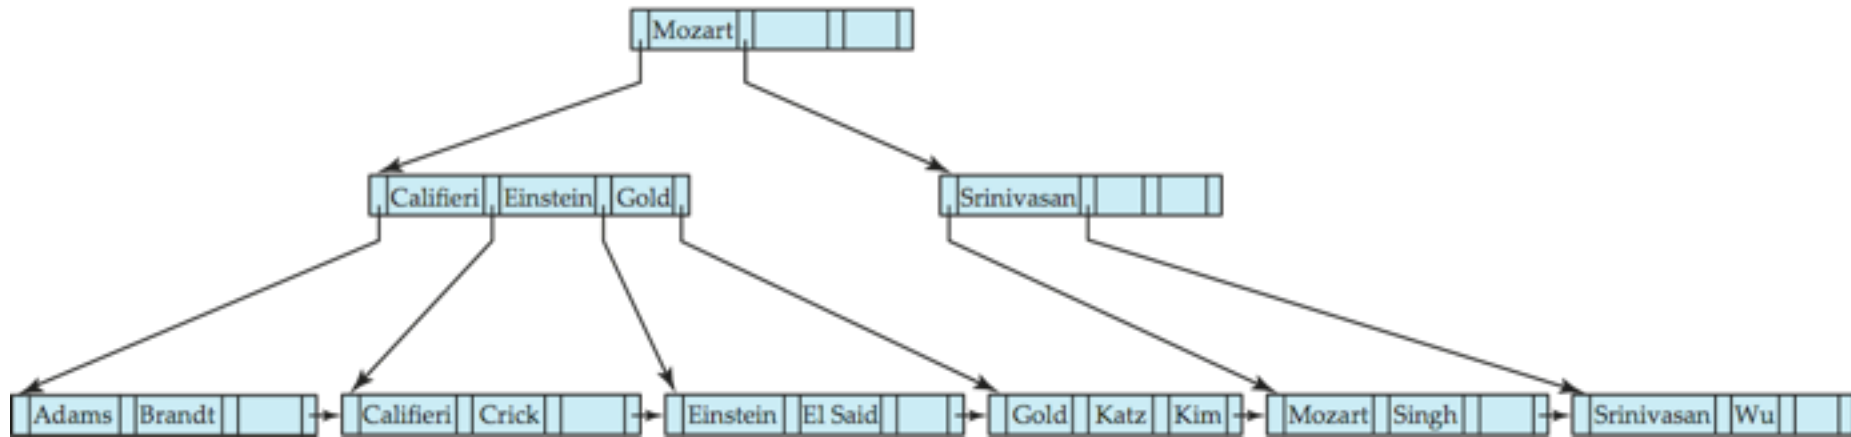 Mozart
Califieri Einstein Gold Srinivasan
Adams Brandt Califieri Crick Einstein El Said Gold Katz Kim Mozart Singh Srinivasan Wu